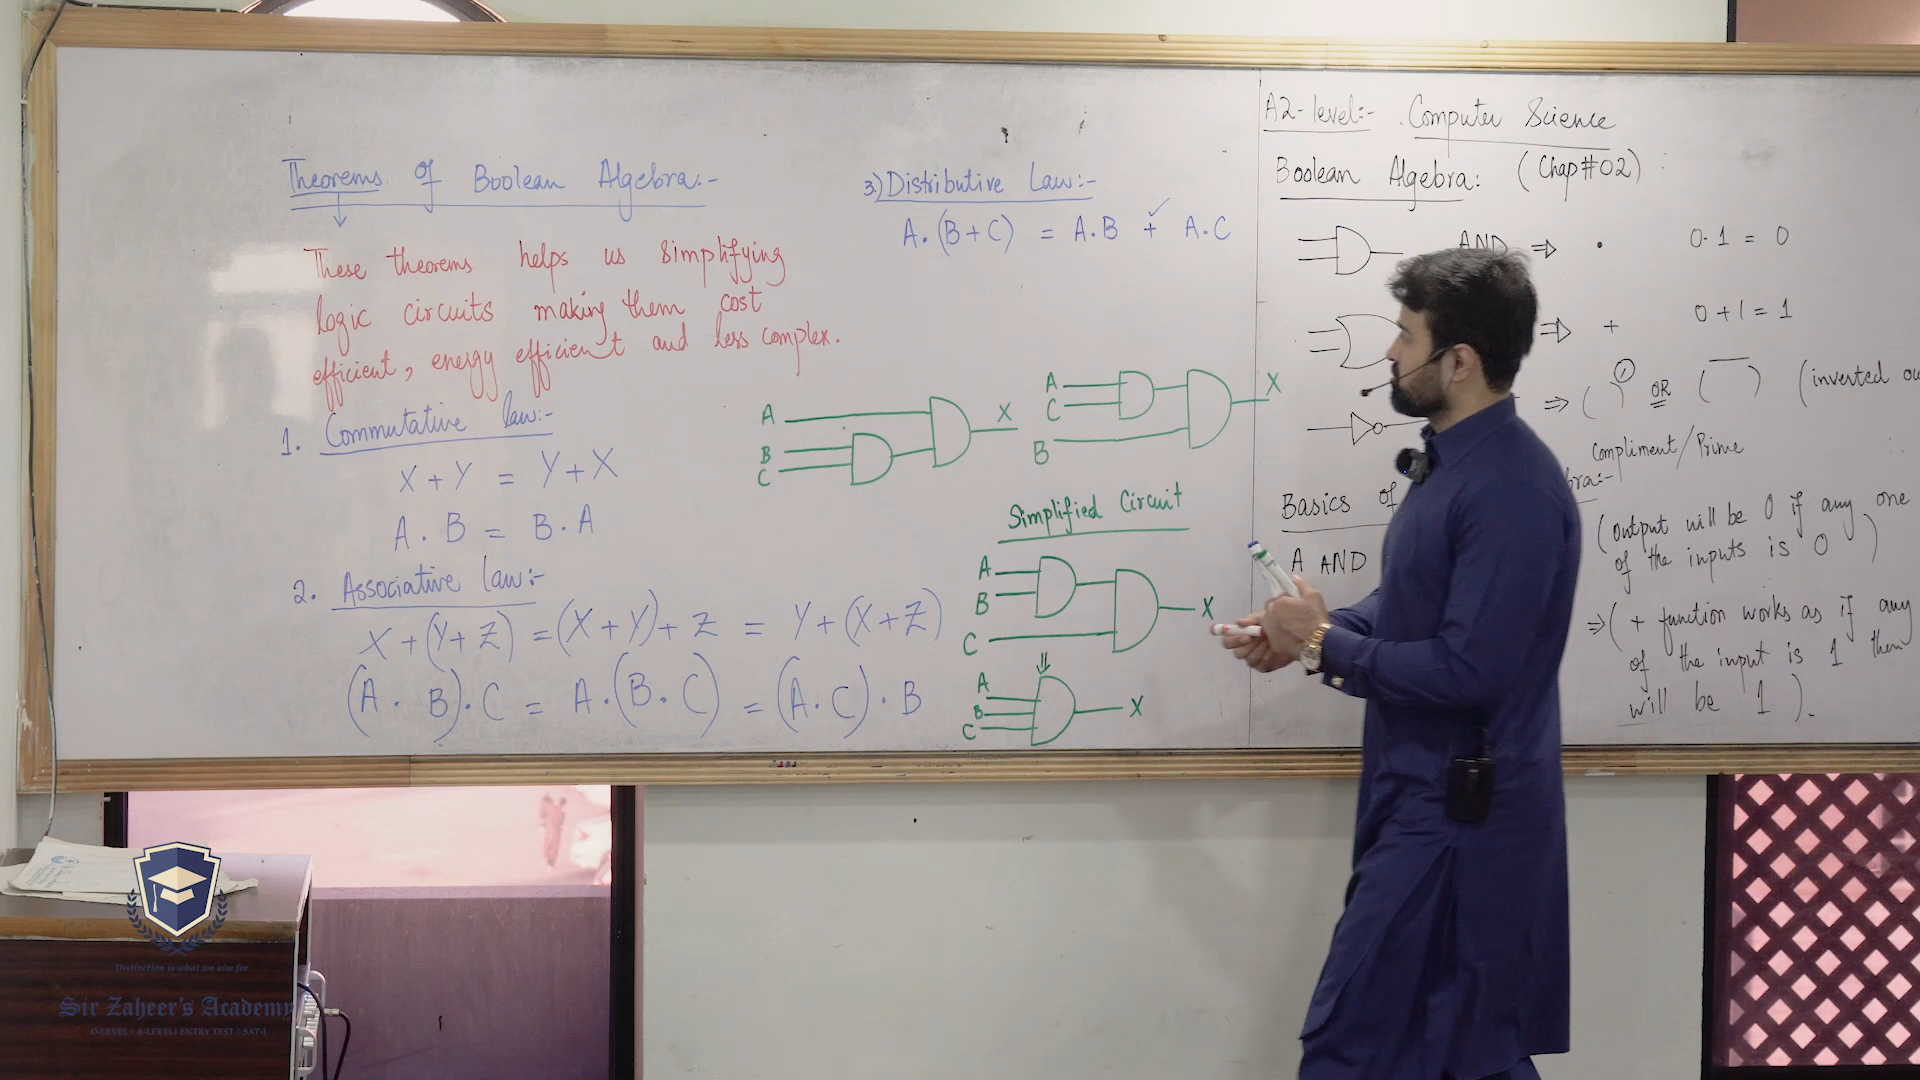 Theorems of Boolean Algebra:-
These theorems helps us simplifying
logic circuits making them cost
efficient, energy efficient and less complex.
1. Commutative law:-
X + Y = Y + X
A . B = B . A
2. Associative law:-
X + (Y + Z) = (X + Y) + Z = Y + (X + Z)
(A . B) . C = A . (B . C) = (A . C) . B
3.) Distributive Law:-
A . (B + C) = A . B + A . C
A
B
C
X
A
C
B
X
Simplified Circuit
A
B
C
X
A
B
C
X
A2-level:- Computer Science
Boolean Algebra: (Chap#02)
AND ⇒ • 0 . 1 = 0
⇒ + 0 + 1 = 1
⇒ ( )' OR ( ‾ ) (inverted
Compliment/Prime
Basics of
A AND
(output will be 0 if any one
of the inputs is 0)
⇒ ( + function works as if any
of the input is 1 then
will be 1 ).
Distinction is what we aim for
Sir Zaheer's Academy
O-LEVEL | A-LEVEL | ENTRY TEST | SAT-I